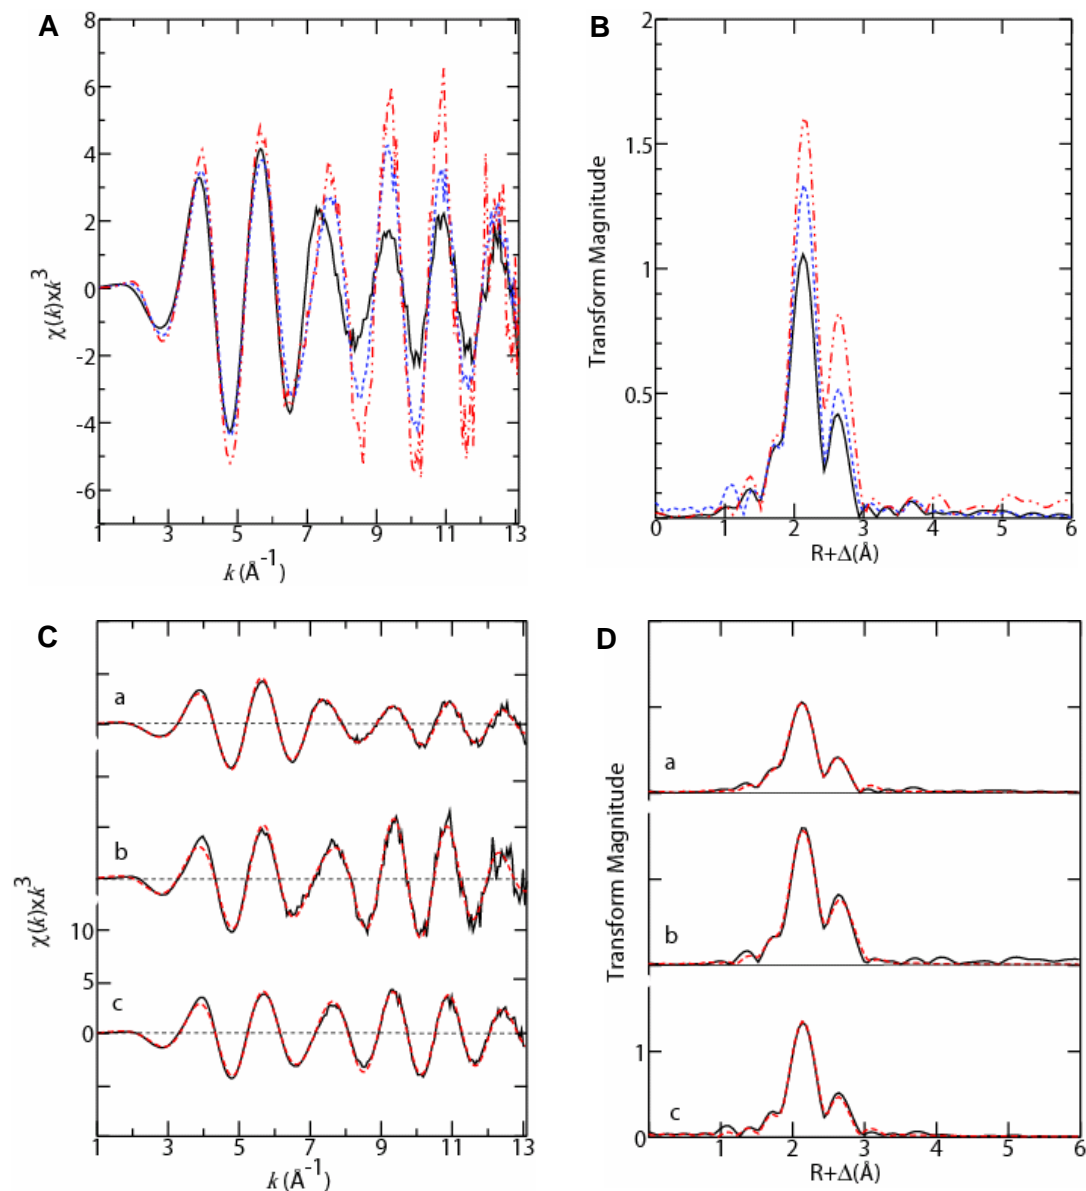 A
8
6
4
2
0
-2
-4
-6
χ(k)xk³
1 3 5 7 9 11 13
k(Å⁻¹)
B
2
1.5
1
0.5
Transform Magnitude
0 1 2 3 4 5 6
R+Δ(Å)
C
a
b
c
10
5
0
χ(k)xk³
1 3 5 7 9 11 13
k(Å⁻¹)
D
a
b
c
1
0
Transform Magnitude
1 2 3 4 5 6
R+Δ(Å)